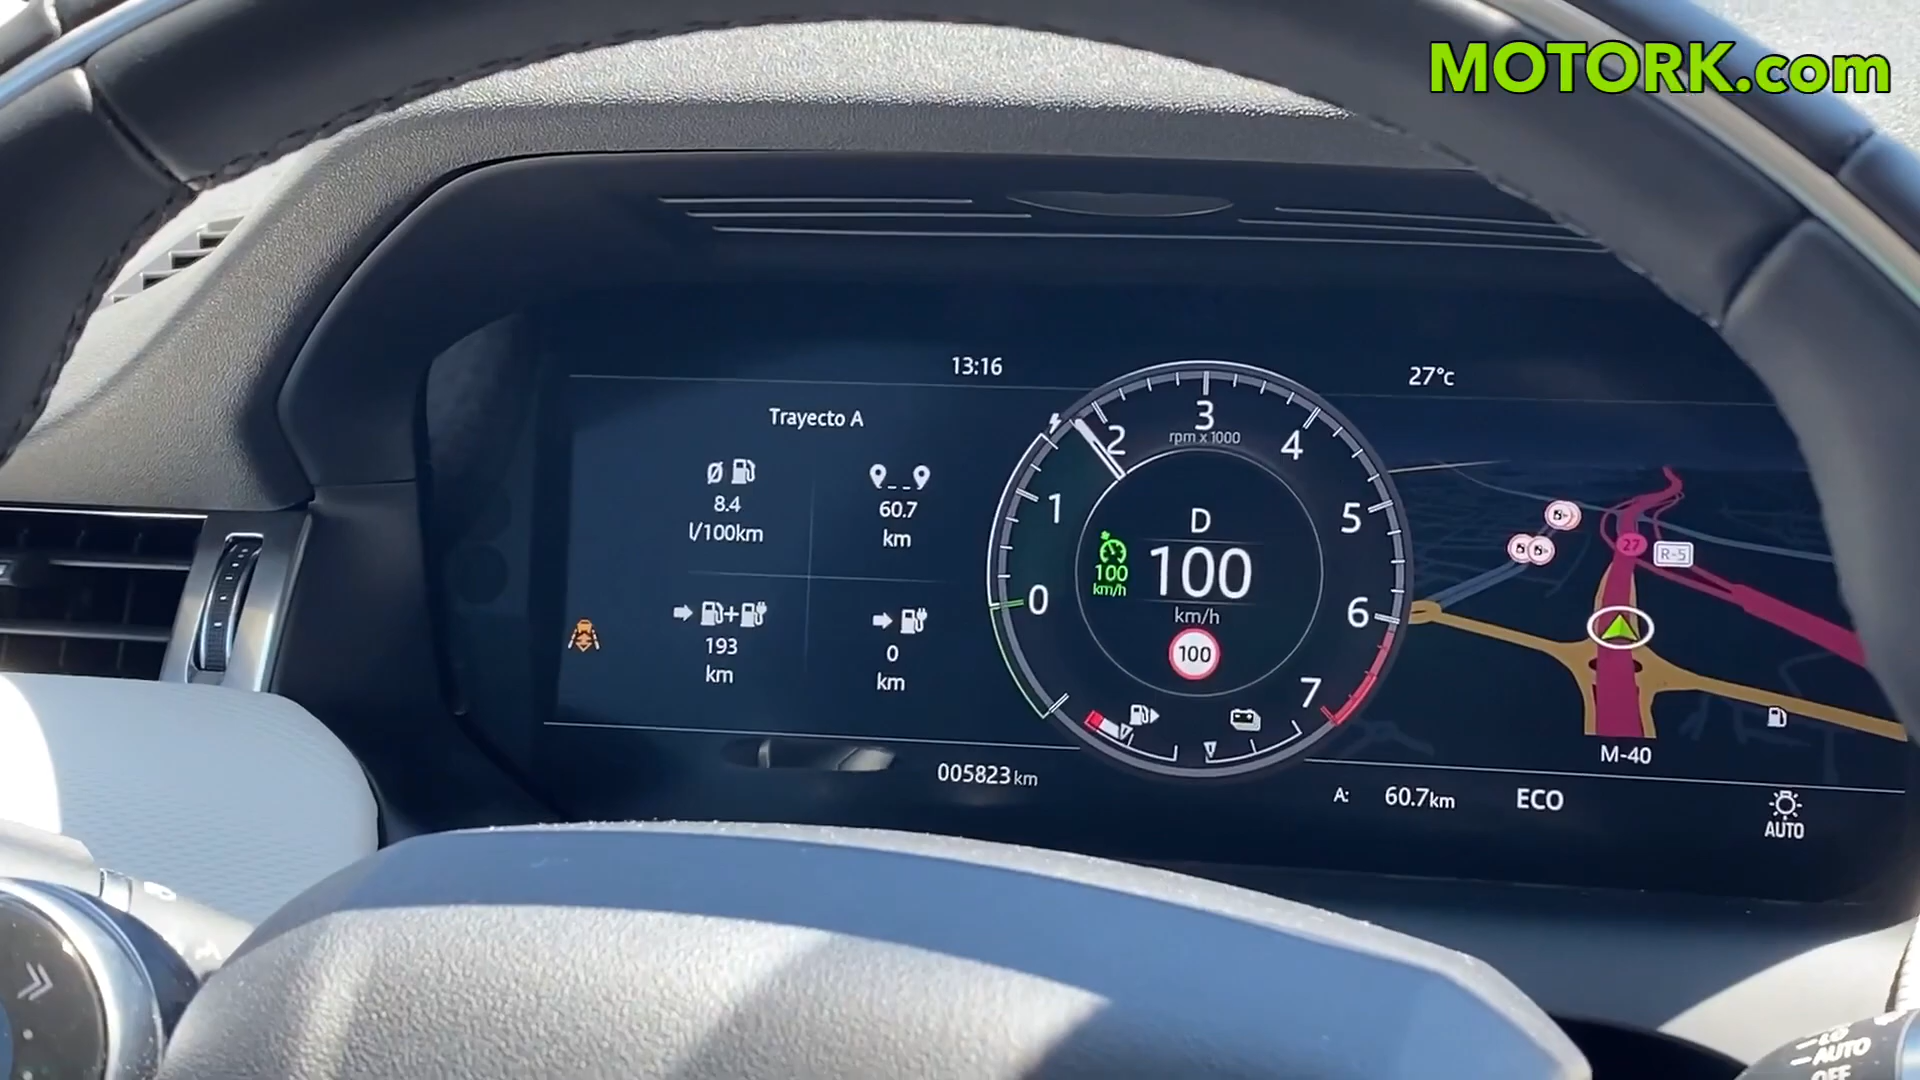 MOTORK.com
13:16
27°c
Trayecto A
Ø
8.4
l/100km
60.7
km
+
193
km
0
km
0
1
2
3
4
5
6
7
rpm x 1000
D
100
km/h
100
km/h
100
27
R-5
M-40
005823 km
A: 60.7km
ECO
AUTO
AUTO
OFF